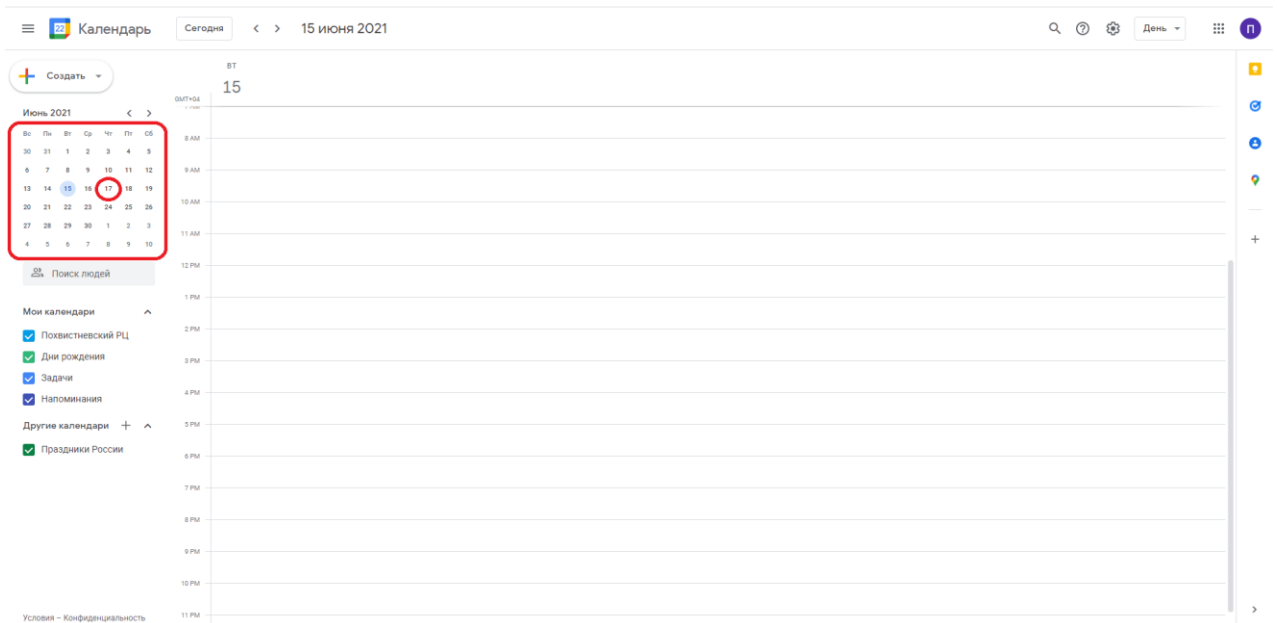 22 Календарь Сегодня 15 июня 2021 День П
Создать
ВТ
15
GMT+04
Июнь 2021
Вс Пн Вт Ср Чт Пт Сб
30 31 1 2 3 4 5
6 7 8 9 10 11 12
13 14 15 16 17 18 19
20 21 22 23 24 25 26
27 28 29 30 1 2 3
4 5 6 7 8 9 10
Поиск людей
Мои календари
Похвистневский РЦ
Дни рождения
Задачи
Напоминания
Другие календари
Праздники России
Условия – Конфиденциальность
8 AM
9 AM
10 AM
11 AM
12 PM
1 PM
2 PM
3 PM
4 PM
5 PM
6 PM
7 PM
8 PM
9 PM
10 PM
11 PM